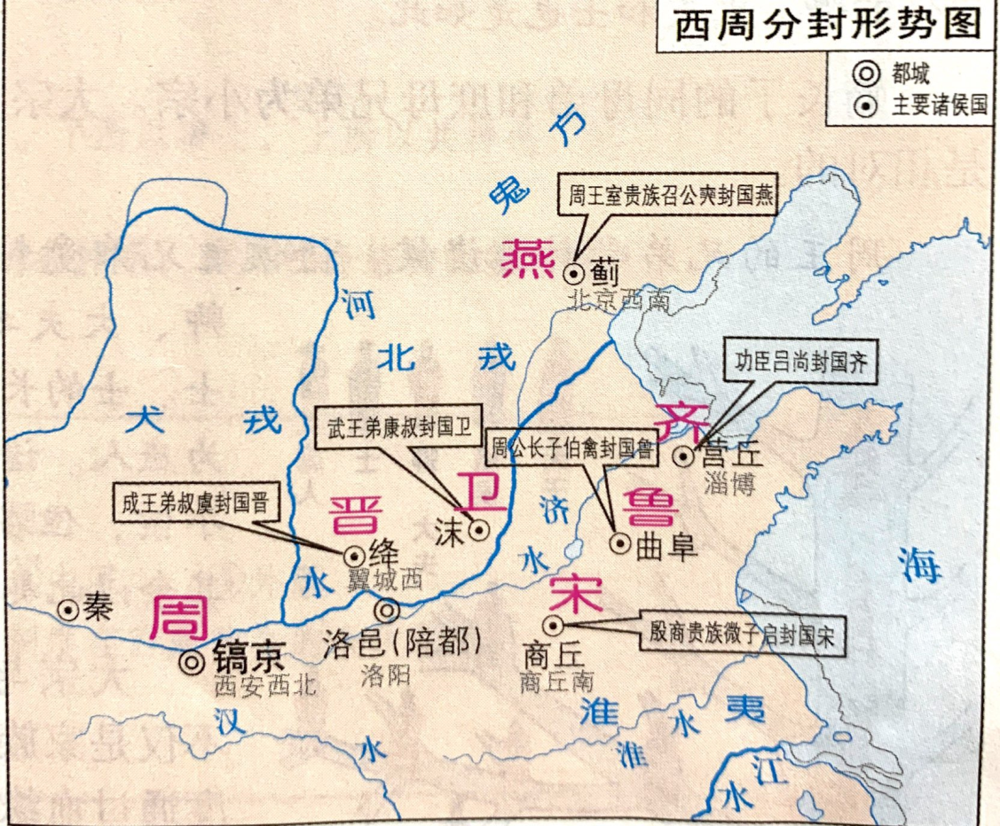 西周分封形势图
都城
主要诸侯国
鬼方
周王室贵族召公奭封国燕
燕
蓟
北京西南
河
北戎
犬戎
功臣吕尚封国齐
齐
营丘
淄博
武王弟康叔封国卫
周公长子伯禽封国鲁
卫
沫
济
水
鲁
曲阜
成王弟叔虞封国晋
晋
绛
翼城西
水
海
秦
周
镐京
西安西北
洛邑(陪都)
洛阳
宋
商丘
商丘南
殷商贵族微子启封国宋
汉
水
淮夷
淮
水
江
水